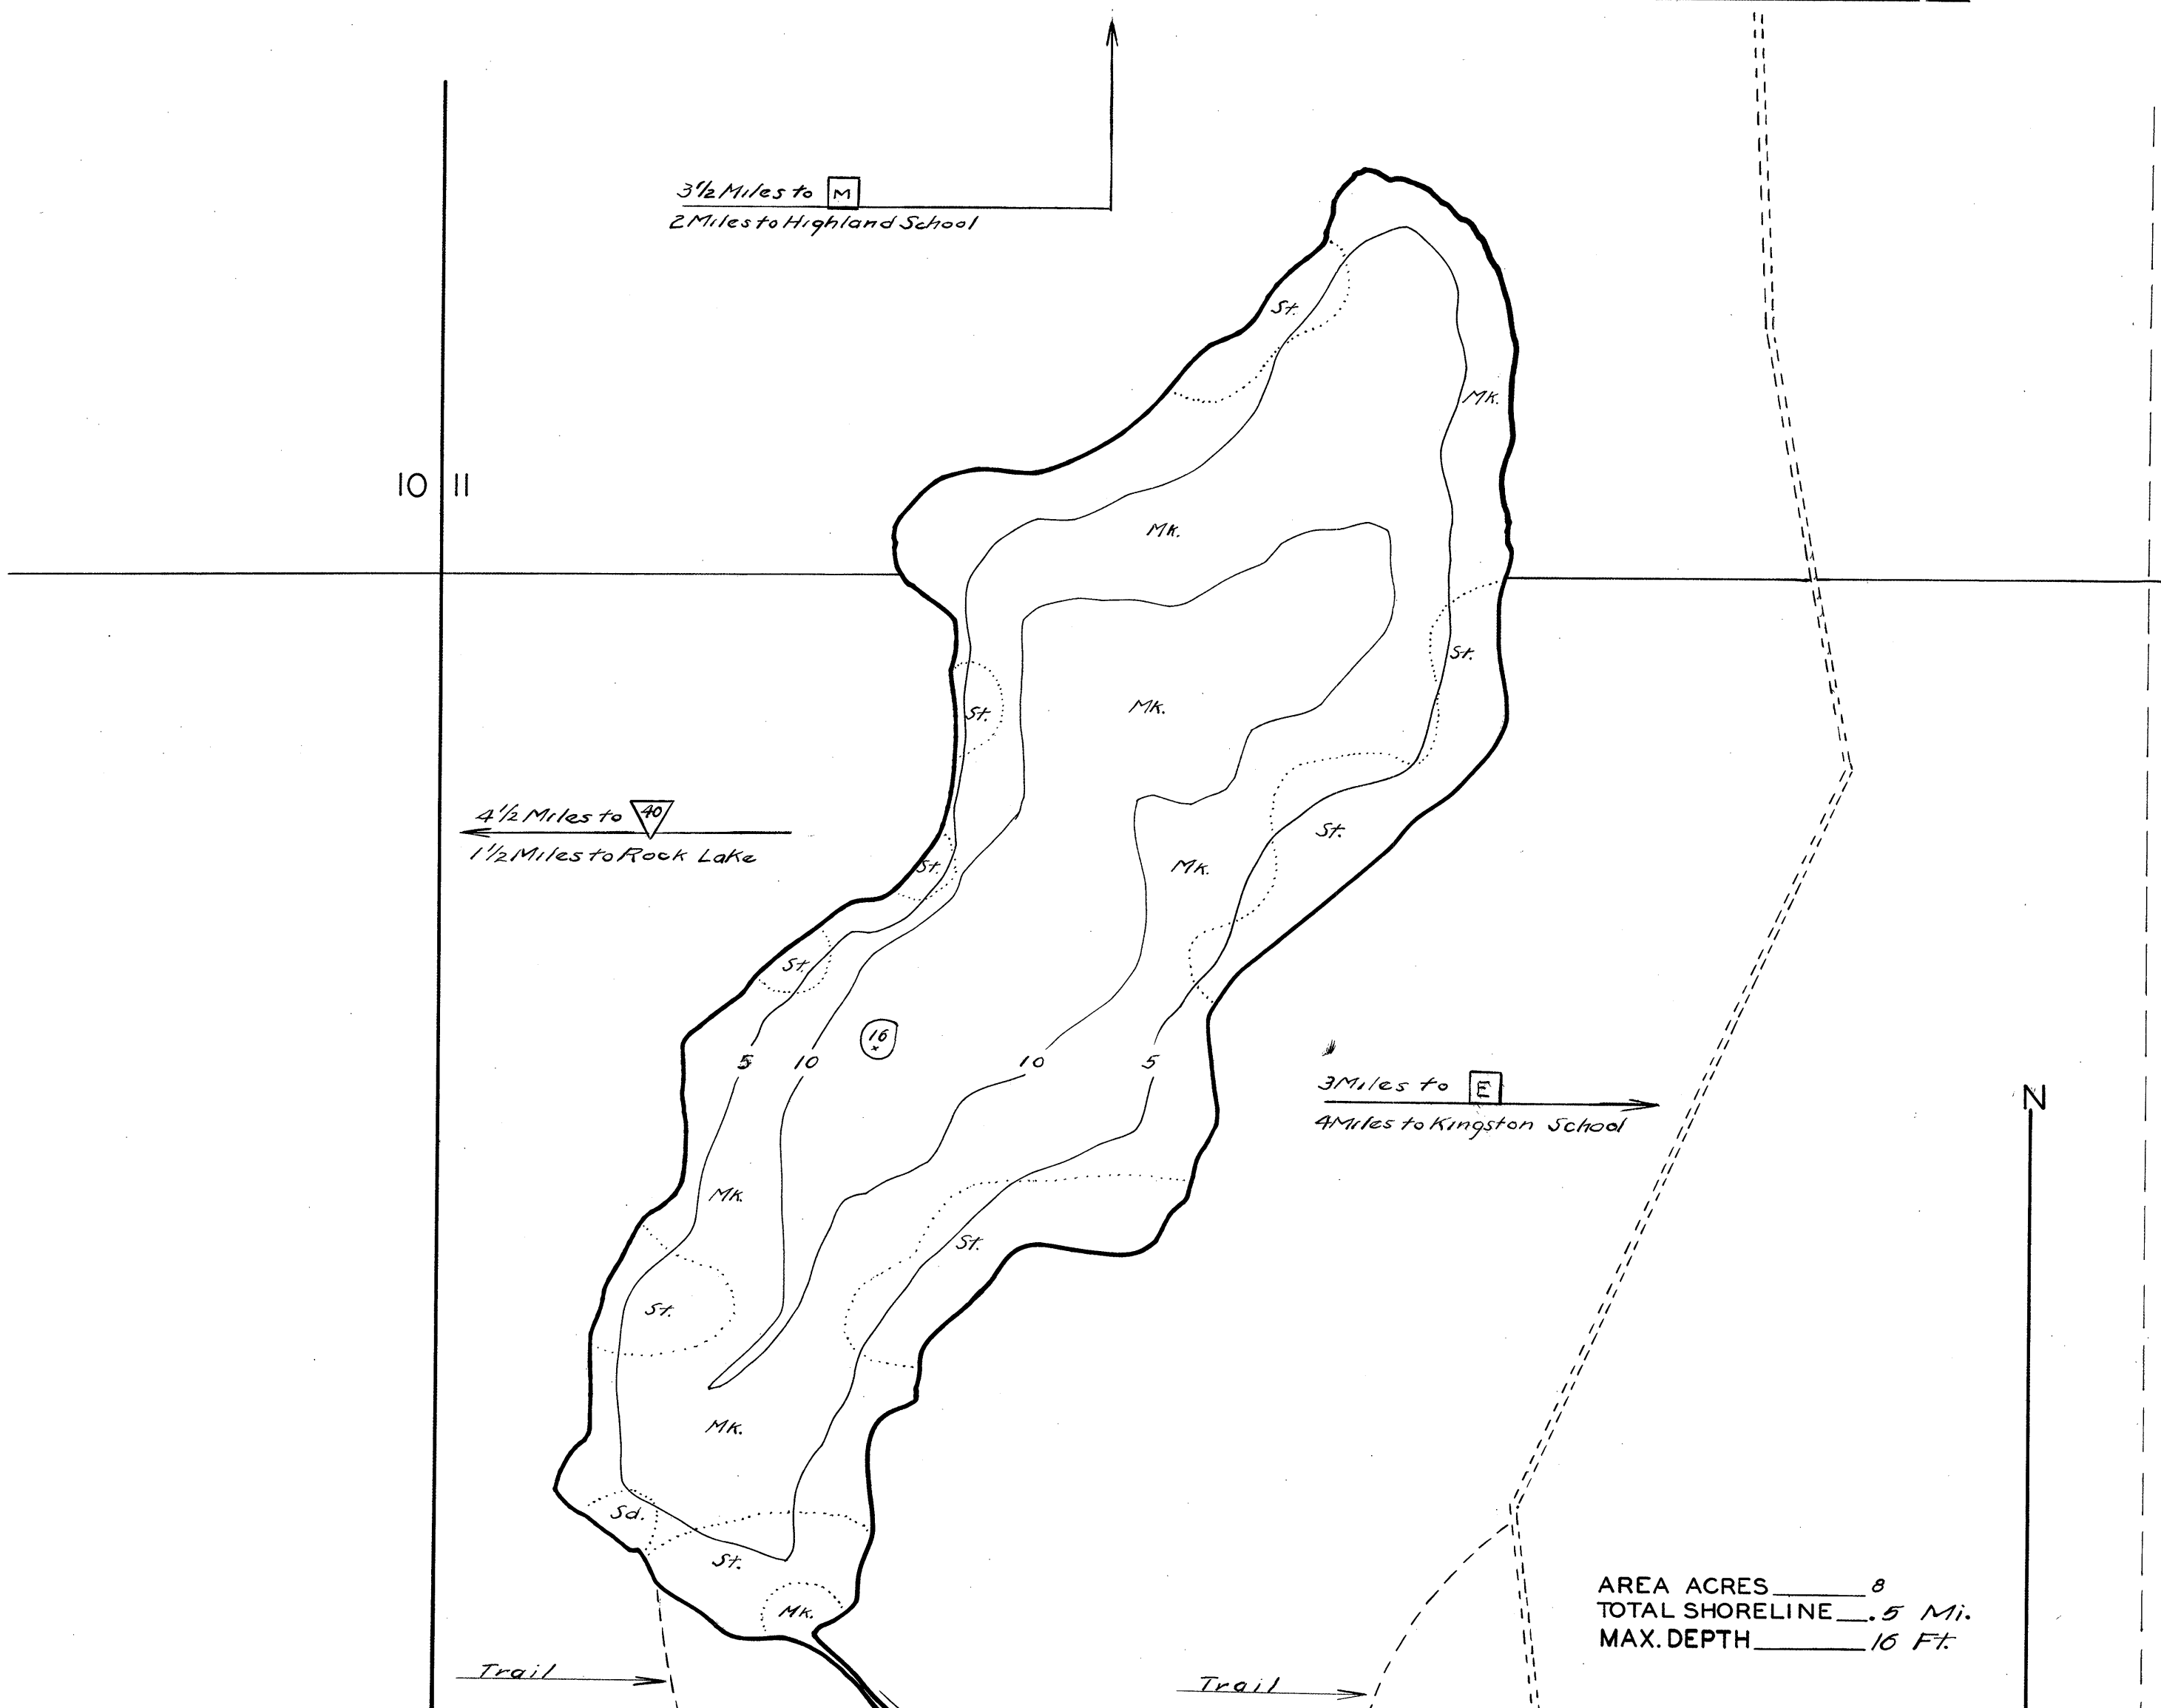 3½ Miles to M
2 Miles to Highland School
St.
Mk.
10 11
Mk.
St.
Mk.
St.
4½ Miles to 40
1½ Miles to Rock Lake
St.
Mk.
St.
St.
16
5 10 10 5
3 Miles to E
4 Miles to Kingston School
N
Mk.
St.
St.
Mk.
Sd.
St.
Mk.
AREA ACRES 8
TOTAL SHORELINE .5 Mi.
MAX. DEPTH 16 Ft.
Trail
Trail